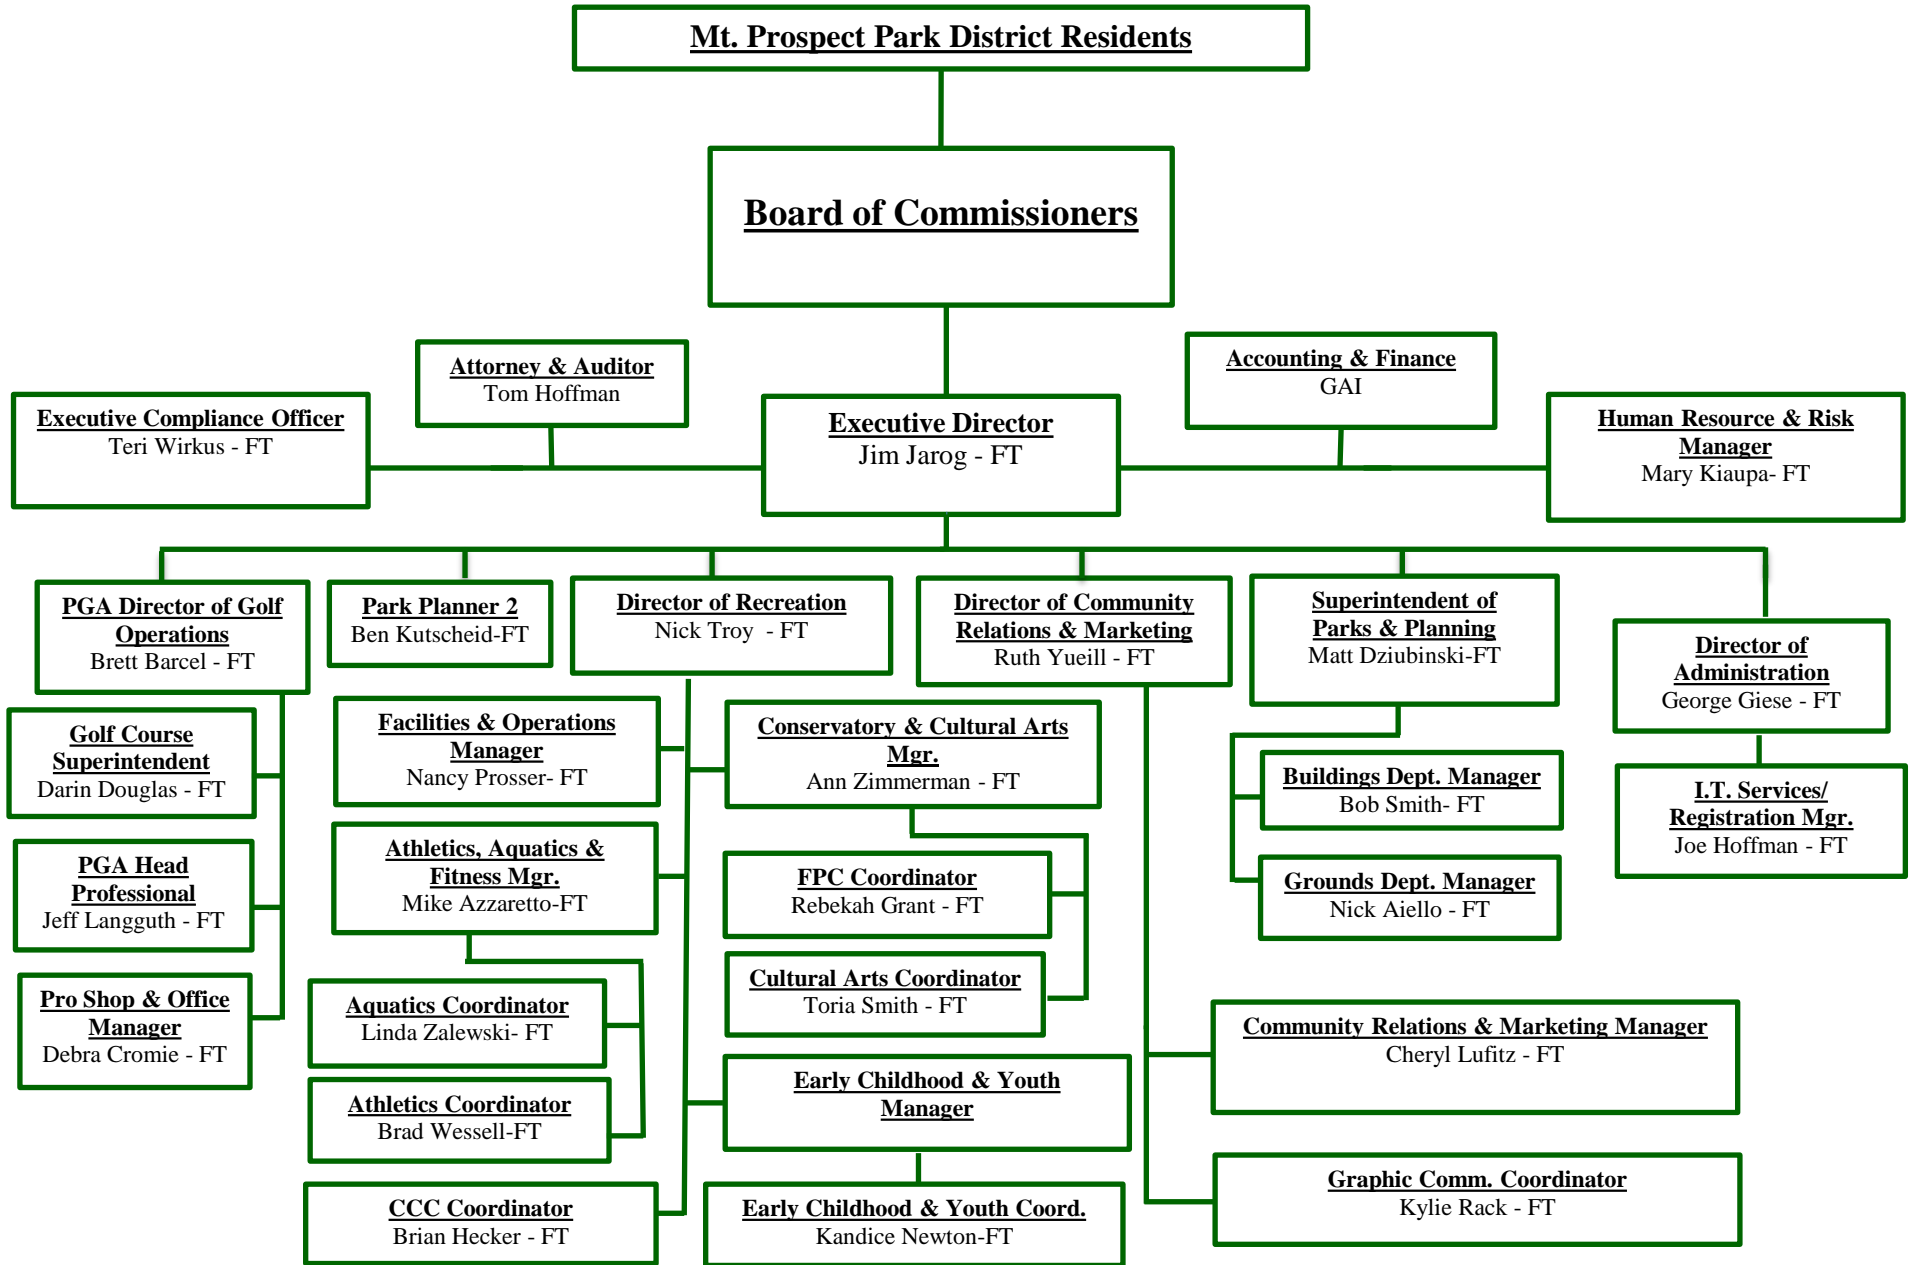 Mt. Prospect Park District Residents
Board of Commissioners
Attorney & Auditor
Tom Hoffman
Accounting & Finance
GAI
Executive Compliance Officer
Teri Wirkus - FT
Executive Director
Jim Jarog - FT
Human Resource & Risk
Manager
Mary Kiaupa- FT
PGA Director of Golf
Operations
Brett Barcel - FT
Park Planner 2
Ben Kutscheid-FT
Director of Recreation
Nick Troy  - FT
Director of Community
Relations & Marketing
Ruth Yueill - FT
Superintendent of
Parks & Planning
Matt Dziubinski-FT
Director of
Administration
George Giese - FT
Golf Course
Superintendent
Darin Douglas - FT
Facilities & Operations
Manager
Nancy Prosser- FT
Conservatory & Cultural Arts
Mgr.
Ann Zimmerman - FT
Buildings Dept. Manager
Bob Smith- FT
I.T. Services/
Registration Mgr.
Joe Hoffman - FT
PGA Head
Professional
Jeff Langguth - FT
Athletics, Aquatics &
Fitness Mgr.
Mike Azzaretto-FT
FPC Coordinator
Rebekah Grant - FT
Grounds Dept. Manager
Nick Aiello - FT
Pro Shop & Office
Manager
Debra Cromie - FT
Aquatics Coordinator
Linda Zalewski- FT
Cultural Arts Coordinator
Toria Smith - FT
Community Relations & Marketing Manager
Cheryl Lufitz - FT
Athletics Coordinator
Brad Wessell-FT
Early Childhood & Youth
Manager
CCC Coordinator
Brian Hecker - FT
Early Childhood & Youth Coord.
Kandice Newton-FT
Graphic Comm. Coordinator
Kylie Rack - FT